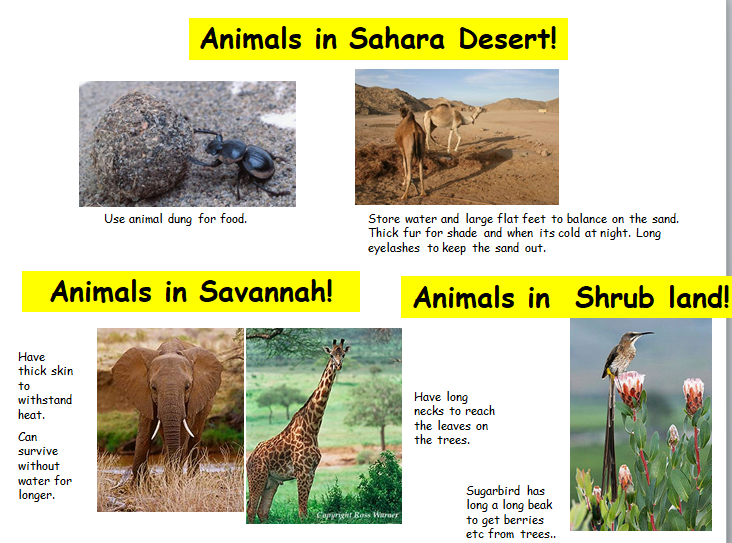 Animals in Sahara Desert!
Use animal dung for food.
Store water and large flat feet to balance on the sand.
Thick fur for shade and when its cold at night. Long
eyelashes to keep the sand out.
Animals in Savannah!
Animals in Shrub land!
Have
thick skin
to
withstand
heat.
Can
survive
without
water for
longer.
Have long
necks to reach
the leaves on
the trees.
Copyright Ross Warner
Sugarbird has
long a long beak
to get berries
etc from trees..